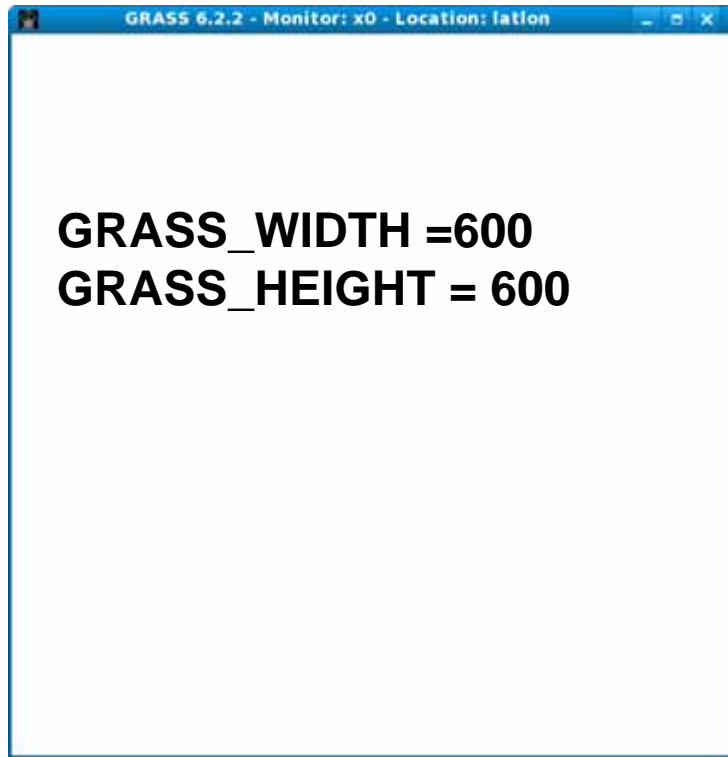 GRASS 6.2.2 - Monitor: x0 - Location: latlon
GRASS_WIDTH =600
GRASS_HEIGHT = 600